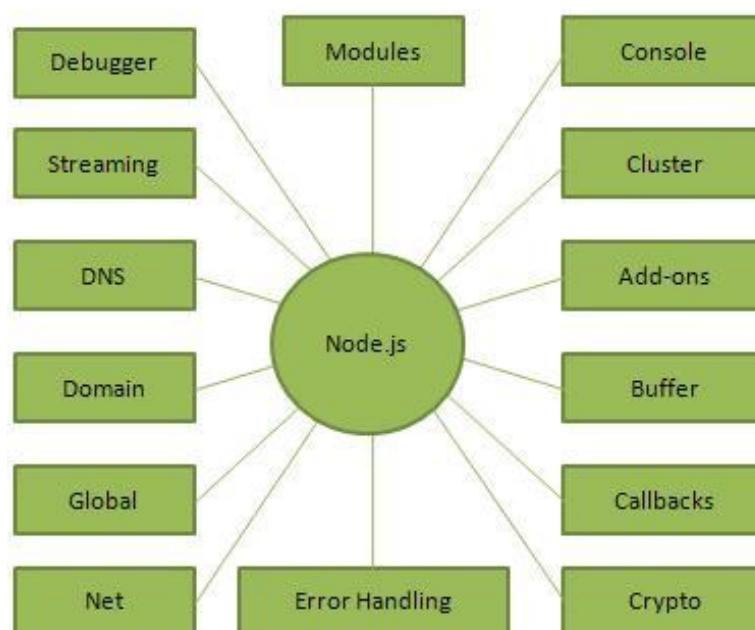 Debugger
Modules
Console
Streaming
Cluster
DNS
Add-ons
Node.js
Domain
Buffer
Global
Callbacks
Net
Error Handling
Crypto